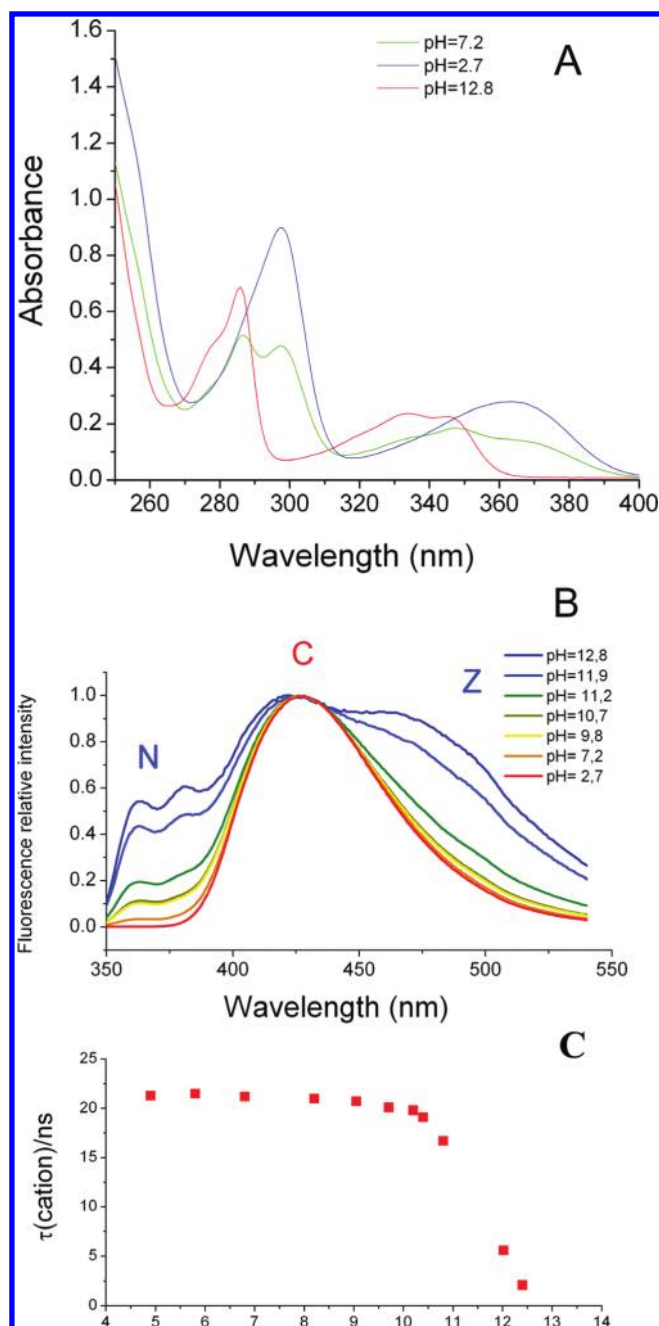 A
pH=7.2
pH=2.7
pH=12.8
1.6
1.4
1.2
1.0
0.8
0.6
0.4
0.2
0.0
Absorbance
260 280 300 320 340 360 380 400
Wavelength (nm)
B
C
N
Z
pH=12,8
pH=11,9
pH= 11,2
pH=10,7
pH= 9,8
pH= 7,2
pH= 2,7
1.0
0.8
0.6
0.4
0.2
0.0
Fluorescence relative intensity
350 400 450 500 550
Wavelength (nm)
C
25
20
15
10
5
0
τ(cation)/ns
4 5 6 7 8 9 10 11 12 13 14